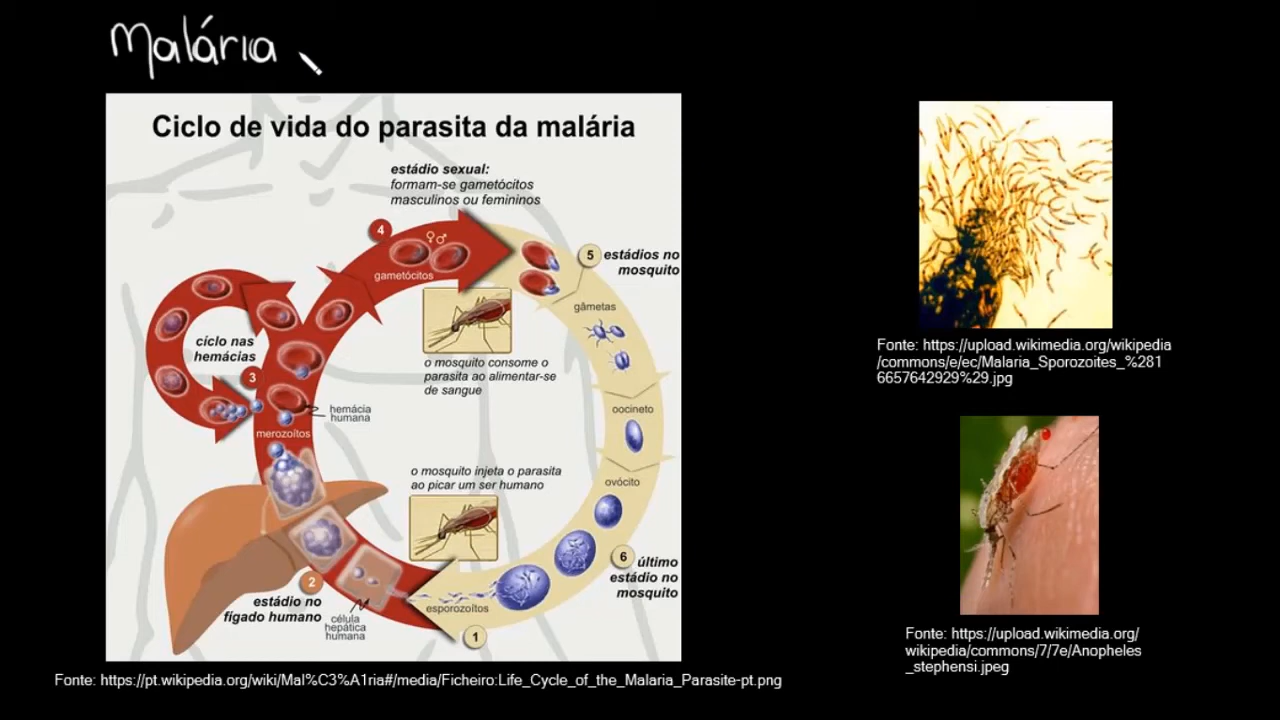 Malária
Ciclo de vida do parasita da malária
estádio sexual:
formam-se gametócitos
masculinos ou femininos
4
♀♂
gametócitos
5
estádios no
mosquito
gâmetas
o mosquito consome o
parasita ao alimentar-se
de sangue
ciclo nas
hemácias
3
hemácia
humana
merozoítos
oocineto
ovócito
o mosquito injeta o parasita
ao picar um ser humano
6
último
estádio no
mosquito
2
estádio no
fígado humano
célula
hepática
humana
esporozoítos
1
Fonte: https://pt.wikipedia.org/wiki/Mal%C3%A1ria#/media/Ficheiro:Life_Cycle_of_the_Malaria_Parasite-pt.png
Fonte: https://upload.wikimedia.org/wikipedia
/commons/e/ec/Malaria_Sporozoites_%281
6657642929%29.jpg
Fonte: https://upload.wikimedia.org/
wikipedia/commons/7/7e/Anopheles
_stephensi.jpeg